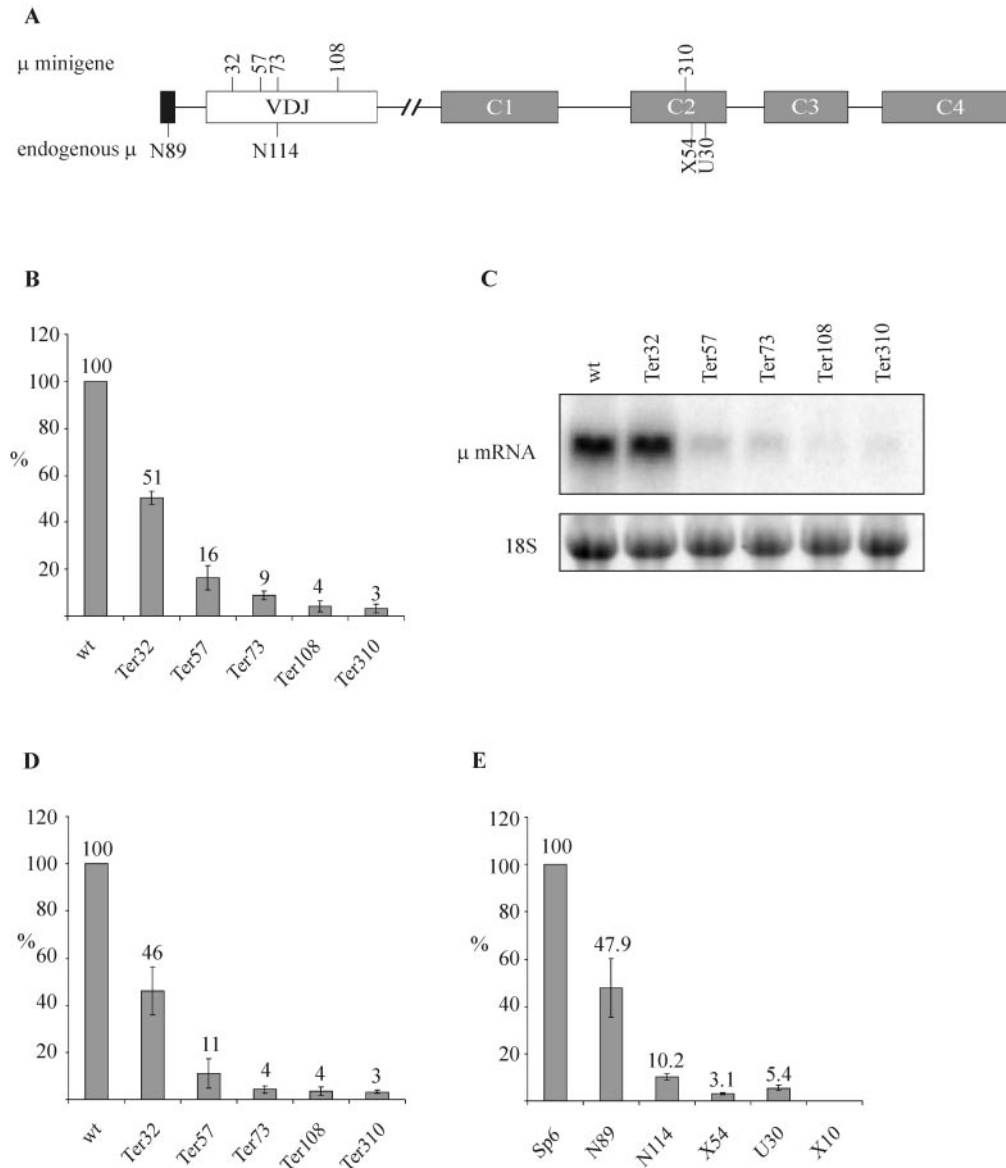 A
µ minigene
32 57 73 108 310
VDJ C1 C2 C3 C4
endogenous µ N89 N114 X54 U30
B
120
100
80
60
40
20
%
100
51
16
9
4
3
wt Ter32 Ter57 Ter73 Ter108 Ter310
C
wt Ter32 Ter57 Ter73 Ter108 Ter310
µ mRNA
18S
D
120
100
80
60
40
20
%
100
46
11
4
4
3
wt Ter32 Ter57 Ter73 Ter108 Ter310
E
120
100
80
60
40
20
%
100
47.9
10.2
3.1
5.4
Sp6 N89 N114 X54 U30 X10